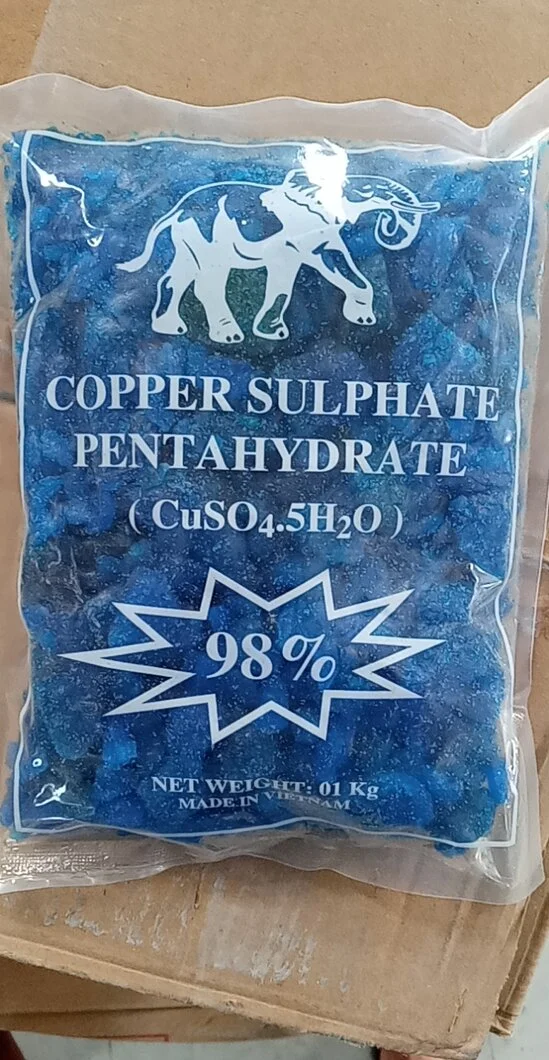 COPPER SULPHATE
PENTAHYDRATE
( CuSO4.5H2O )
98%
NET WEIGHT: 01 Kg
MADE IN VIETNAM